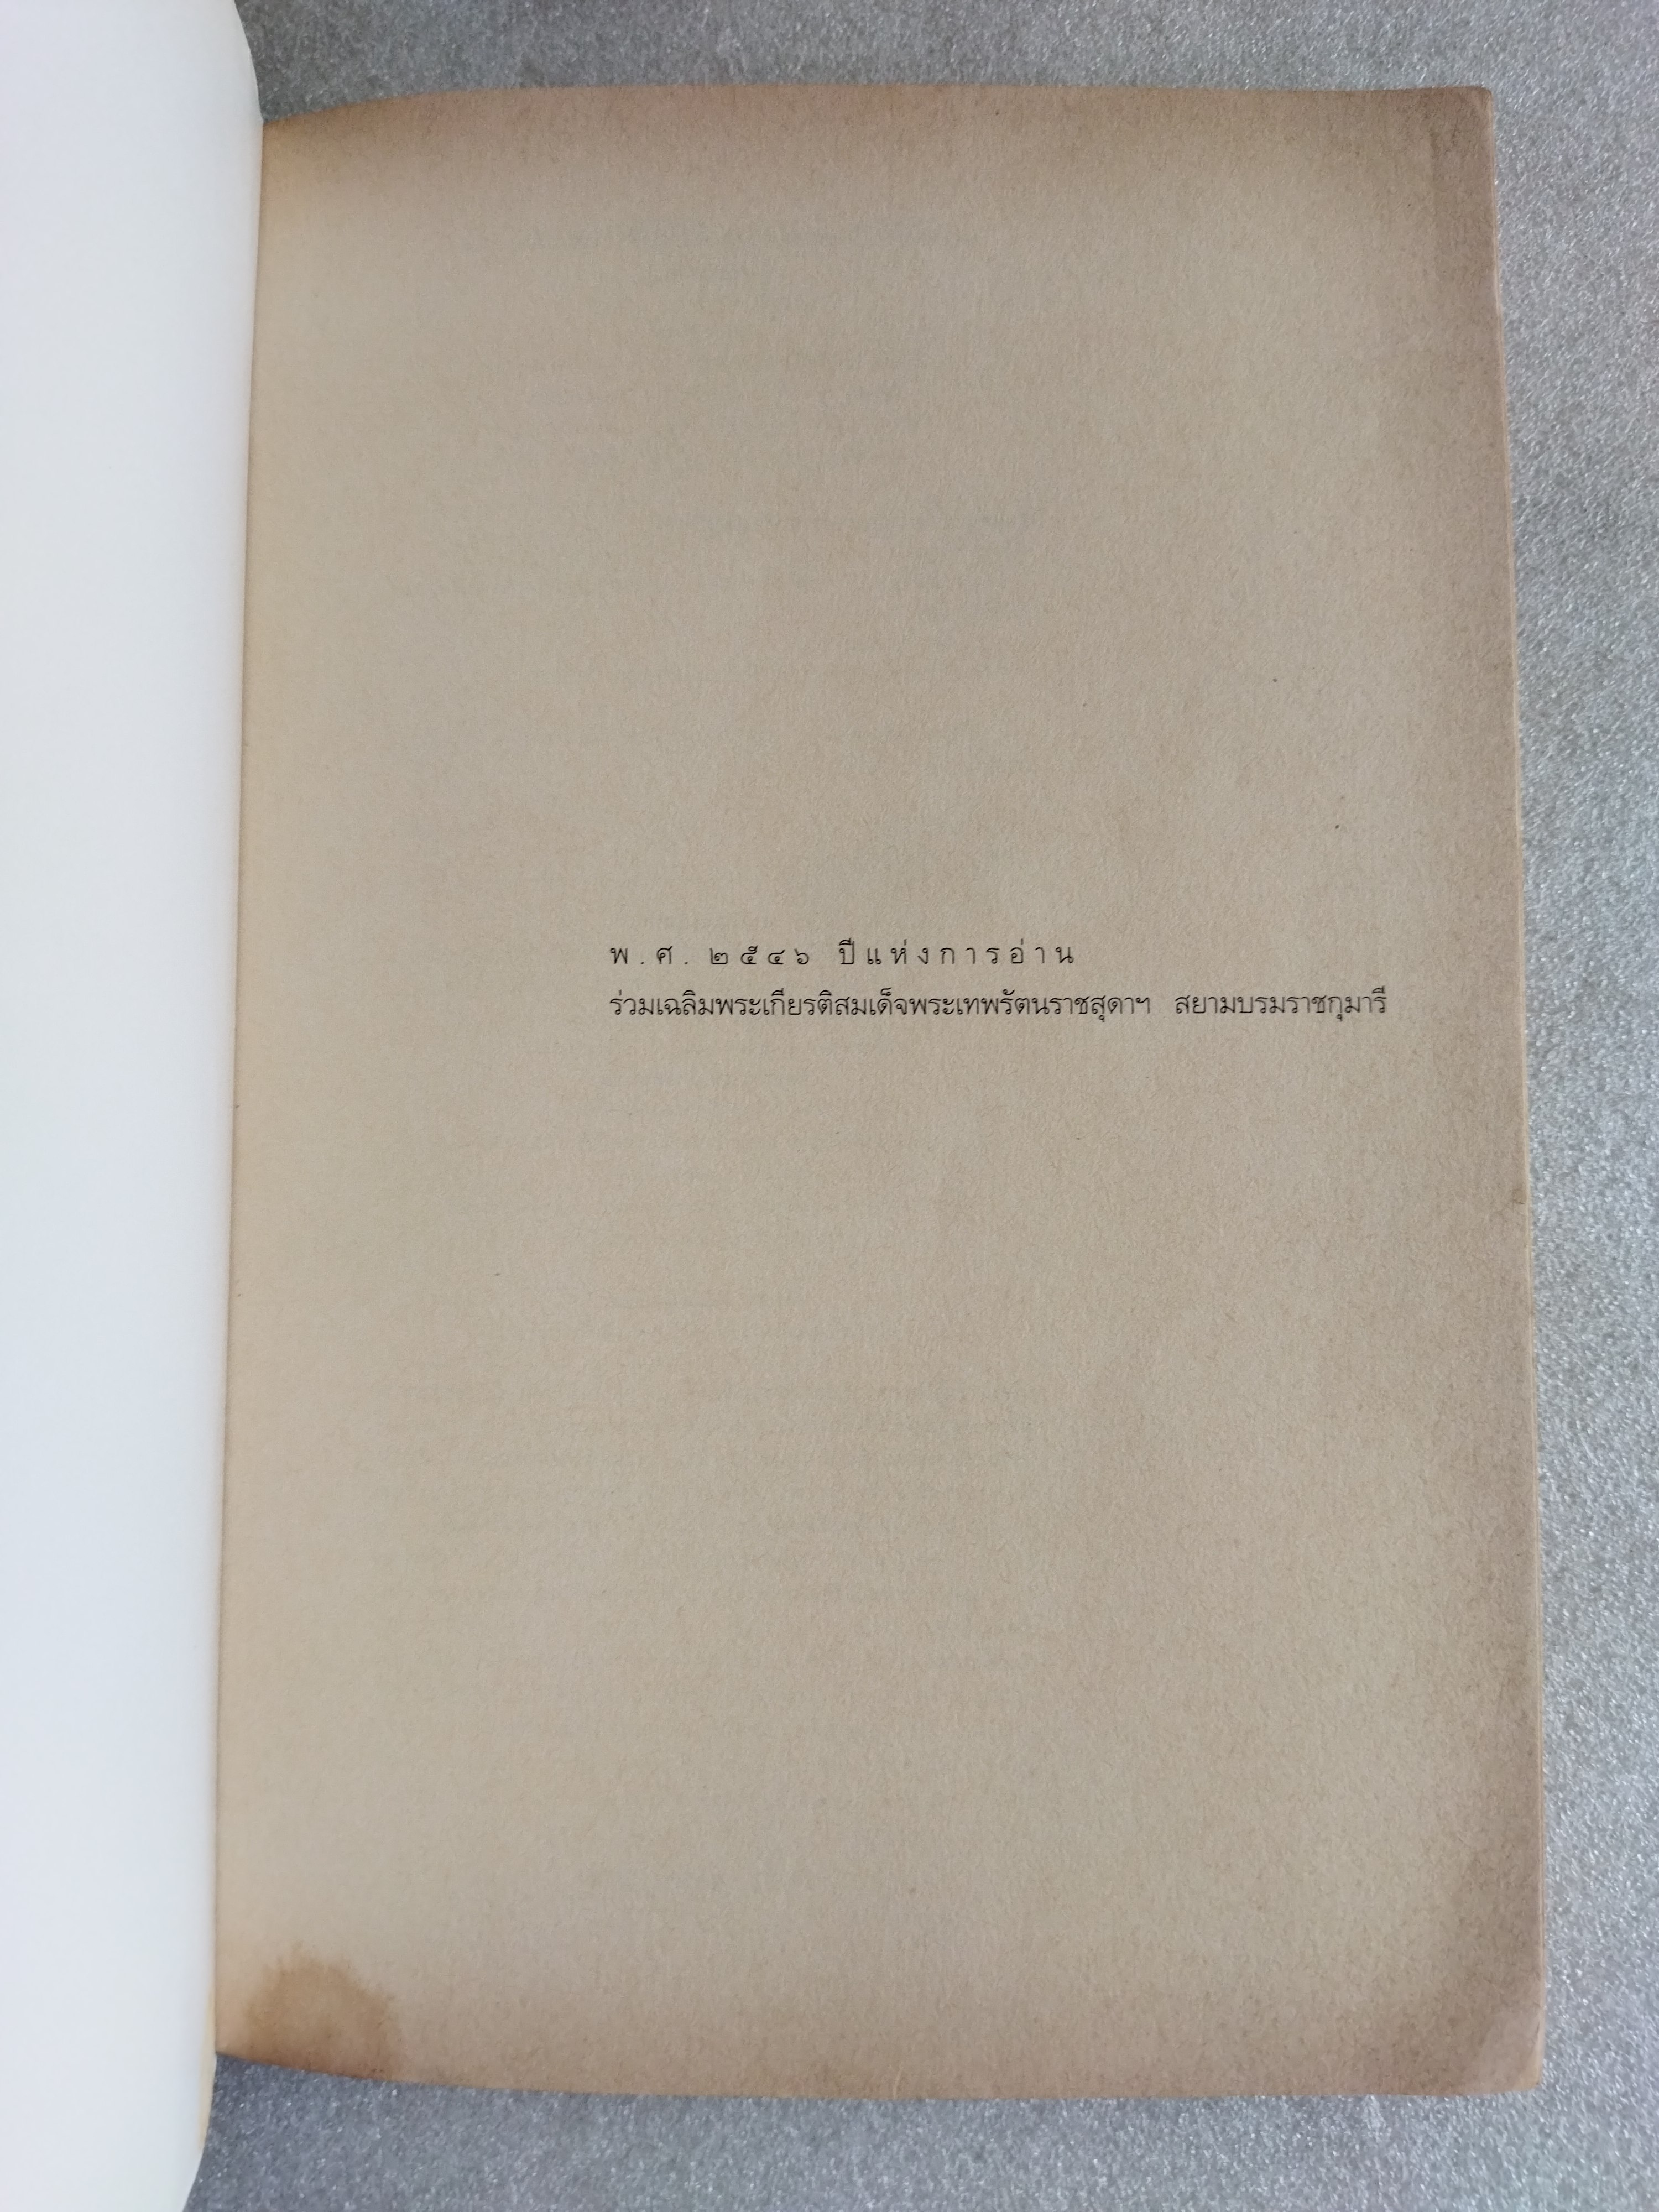 พ.ศ. ๒๕๔๖ ปีแห่งการอ่าน
ร่วมเฉลิมพระเกียรติสมเด็จพระเทพรัตนราชสุดาฯ สยามบรมราชกุมารี